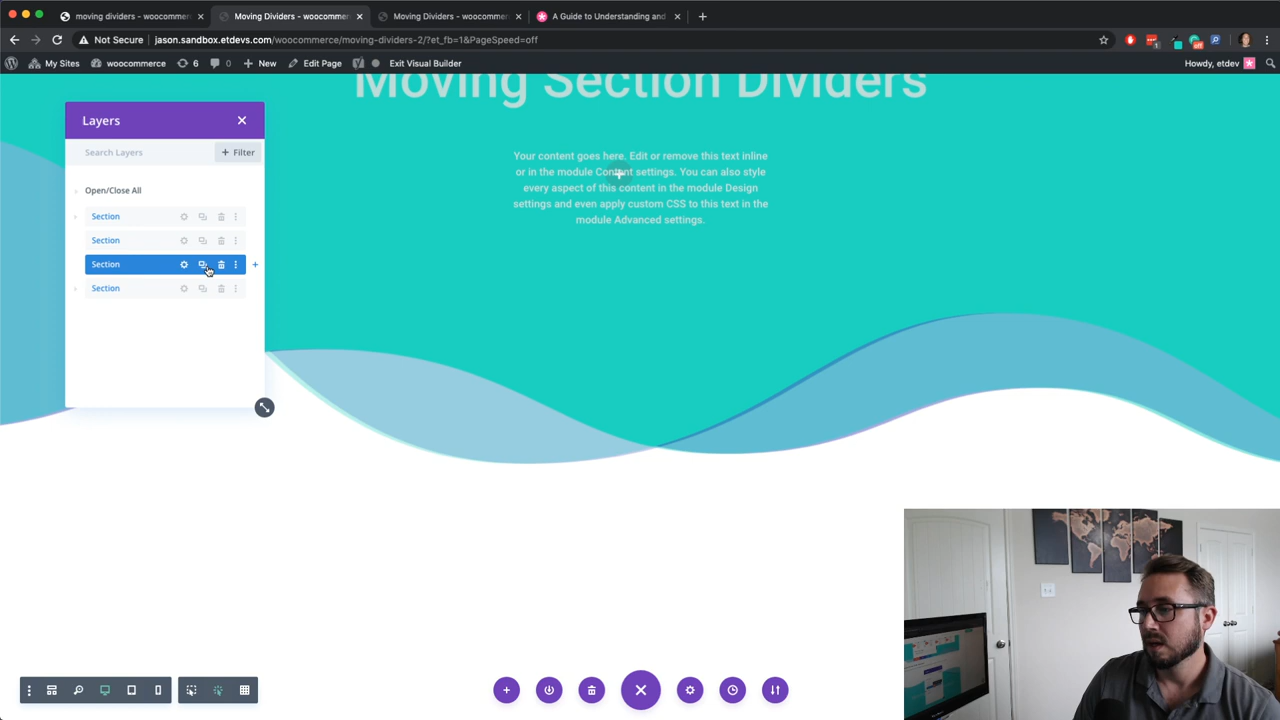 moving dividers - woocommerc
Moving Dividers - woocommerc
Moving Dividers - woocommerc
A Guide to Understanding and
Not Secure
jason.sandbox.etdevs.com/woocommerce/moving-dividers-2/?et_fb=1&PageSpeed=off
My Sites
woocommerce
6
0
New
Edit Page
Exit Visual Builder
Howdy, etdev
Moving Section Dividers
Layers
Search Layers
+ Filter
Open/Close All
Section
Section
Section
Section
Your content goes here. Edit or remove this text inline
or in the module Content settings. You can also style
every aspect of this content in the module Design
settings and even apply custom CSS to this text in the
module Advanced settings.